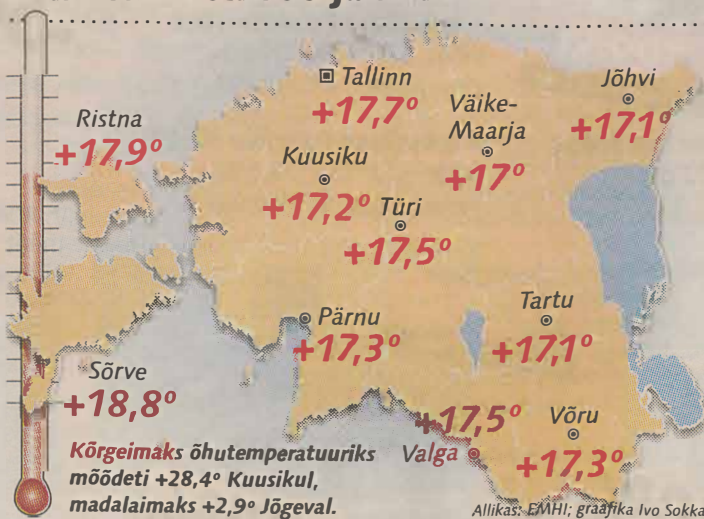 Tallinn
+17,7°
Jõhvi
+17,1°
Väike-
Maarja
+17°
Ristna
+17,9°
Kuusiku
+17,2°
Türi
+17,5°
Pärnu
+17,3°
Tartu
+17,1°
Sõrve
+18,8°
+17,5°
Valga
Võru
+17,3°
Kõrgeimaks õhutemperatuuriks
mõõdeti +28,4° Kuusikul,
madalaimaks +2,9° Jõgeval.
Allikas: EMHI; graafika Ivo Sokka